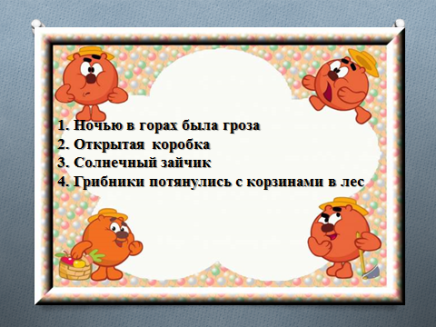 1. Ночью в горах была гроза
2. Открытая коробка
3. Солнечный зайчик
4. Грибники потянулись с корзинами в лес